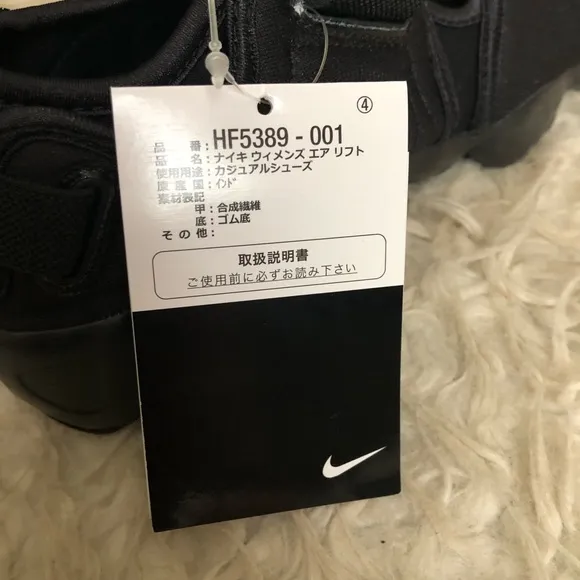 ④
品 番：HF5389 - 001
品 名：ナイキ ウィメンズ エア リフト
使用用途：カジュアルシューズ
原 産 国：ｲﾝﾄﾞ
素材表記
甲：合成繊維
底：ゴム底
そ の 他：
取扱説明書
ご使用前に必ずお読み下さい